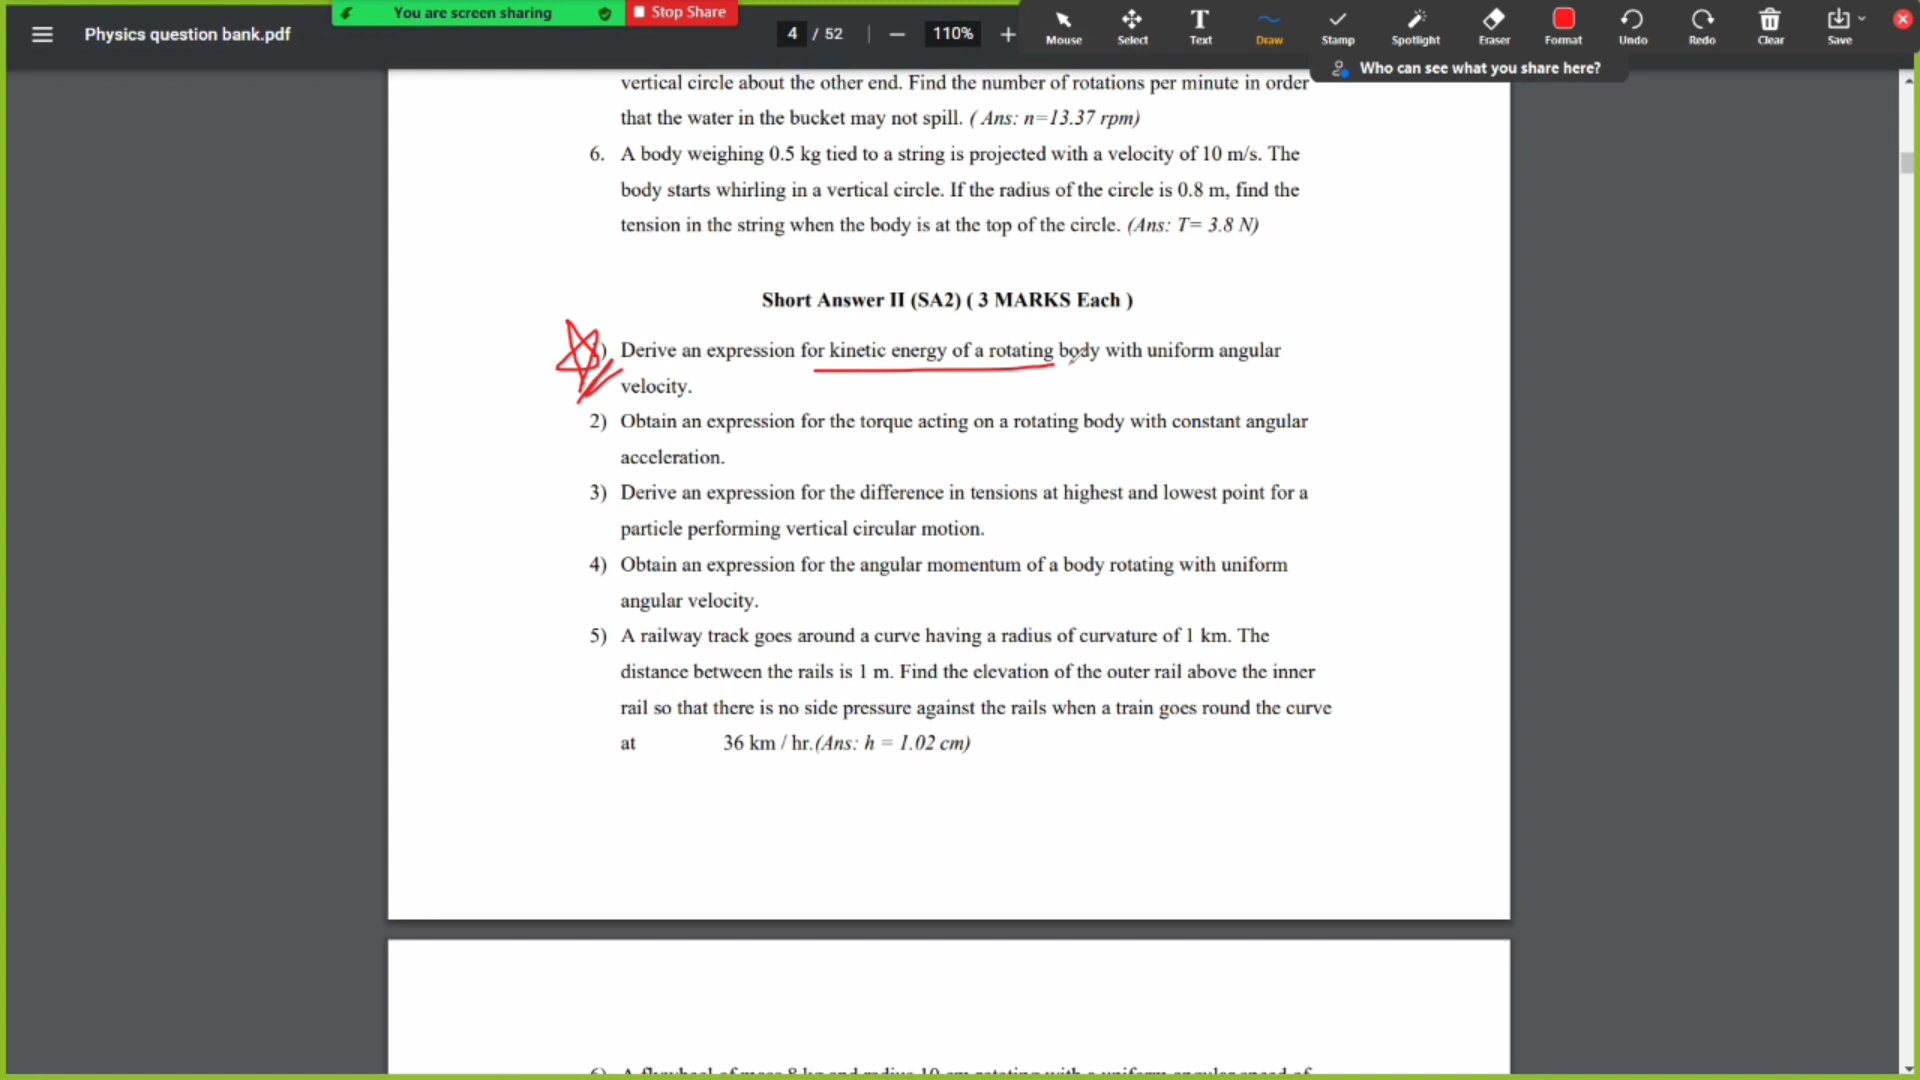 You are screen sharing
Stop Share
Physics question bank.pdf
4 / 52
110%
Mouse
Select
Text
Draw
Stamp
Spotlight
Eraser
Format
Undo
Redo
Clear
Save
Who can see what you share here?
vertical circle about the other end. Find the number of rotations per minute in order
that the water in the bucket may not spill. ( Ans: n=13.37 rpm)
6. A body weighing 0.5 kg tied to a string is projected with a velocity of 10 m/s. The
body starts whirling in a vertical circle. If the radius of the circle is 0.8 m, find the
tension in the string when the body is at the top of the circle. (Ans: T= 3.8 N)
Short Answer II (SA2) ( 3 MARKS Each )
) Derive an expression for kinetic energy of a rotating body with uniform angular
velocity.
2) Obtain an expression for the torque acting on a rotating body with constant angular
acceleration.
3) Derive an expression for the difference in tensions at highest and lowest point for a
particle performing vertical circular motion.
4) Obtain an expression for the angular momentum of a body rotating with uniform
angular velocity.
5) A railway track goes around a curve having a radius of curvature of 1 km. The
distance between the rails is 1 m. Find the elevation of the outer rail above the inner
rail so that there is no side pressure against the rails when a train goes round the curve
at 36 km / hr.(Ans: h = 1.02 cm)